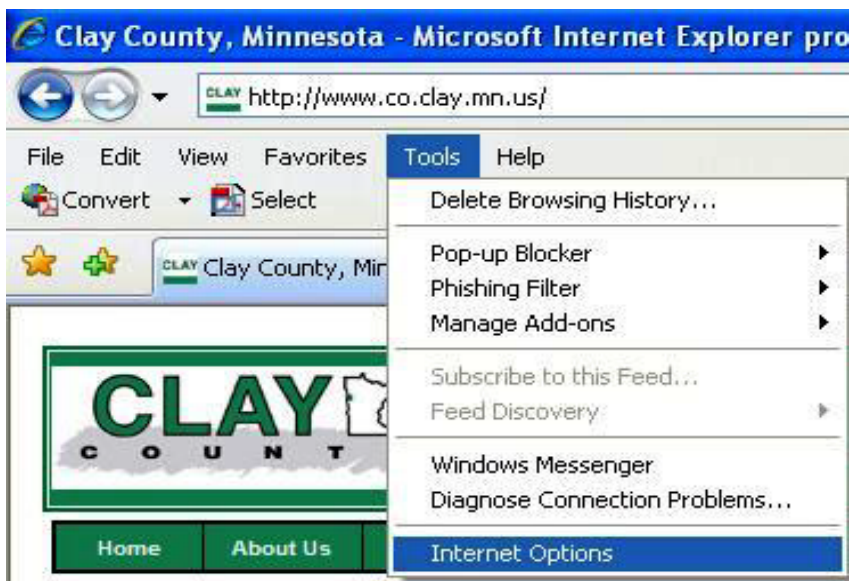 Clay County, Minnesota - Microsoft Internet Explorer pro
CLAY http://www.co.clay.mn.us/
File Edit View Favorites Tools Help
Convert Select
CLAY Clay County, Min
Delete Browsing History...
Pop-up Blocker
Phishing Filter
Manage Add-ons
Subscribe to this Feed...
Feed Discovery
Windows Messenger
Diagnose Connection Problems...
Internet Options
CLAY
COUNT
Home About Us